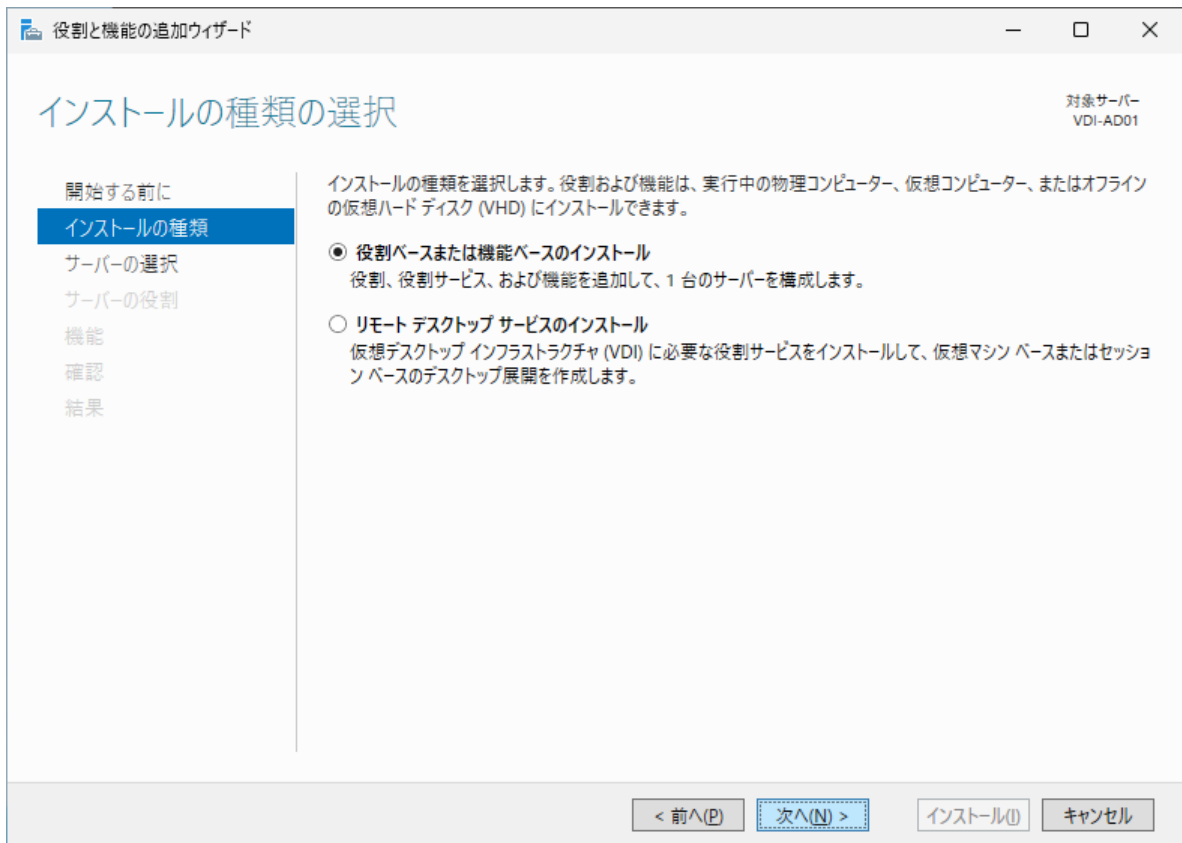 役割と機能の追加ウィザード
インストールの種類の選択
対象サーバー
VDI-AD01
開始する前に
インストールの種類
サーバーの選択
サーバーの役割
機能
確認
結果
インストールの種類を選択します。役割および機能は、実行中の物理コンピューター、仮想コンピューター、またはオフライン
の仮想ハード ディスク (VHD) にインストールできます。
役割ベースまたは機能ベースのインストール
役割、役割サービス、および機能を追加して、1 台のサーバーを構成します。
リモート デスクトップ サービスのインストール
仮想デスクトップ インフラストラクチャ (VDI) に必要な役割サービスをインストールして、仮想マシン ベースまたはセッショ
ン ベースのデスクトップ展開を作成します。
< 前へ(P) 次へ(N) > インストール(I) キャンセル